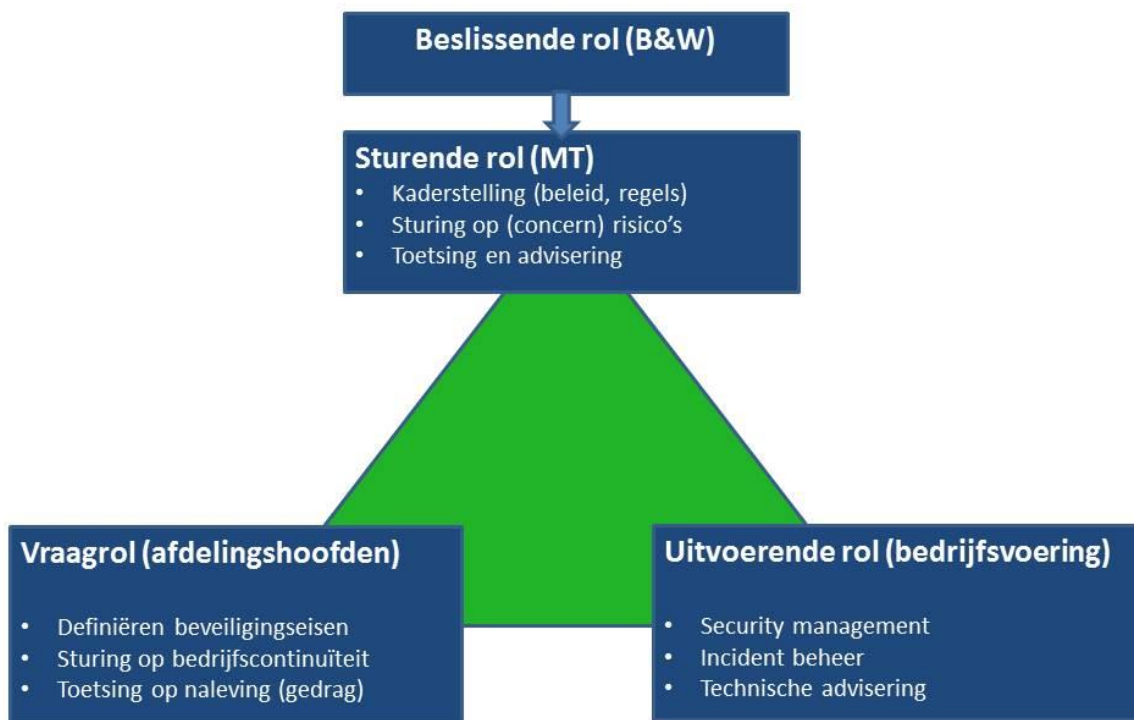 Beslissende rol (B&W)
Sturende rol (MT)
• Kaderstelling (beleid, regels)
• Sturing op (concern) risico’s
• Toetsing en advisering
Vraagrol (afdelingshoofden)
• Definiëren beveiligingseisen
• Sturing op bedrijfscontinuïteit
• Toetsing op naleving (gedrag)
Uitvoerende rol (bedrijfsvoering)
• Security management
• Incident beheer
• Technische advisering